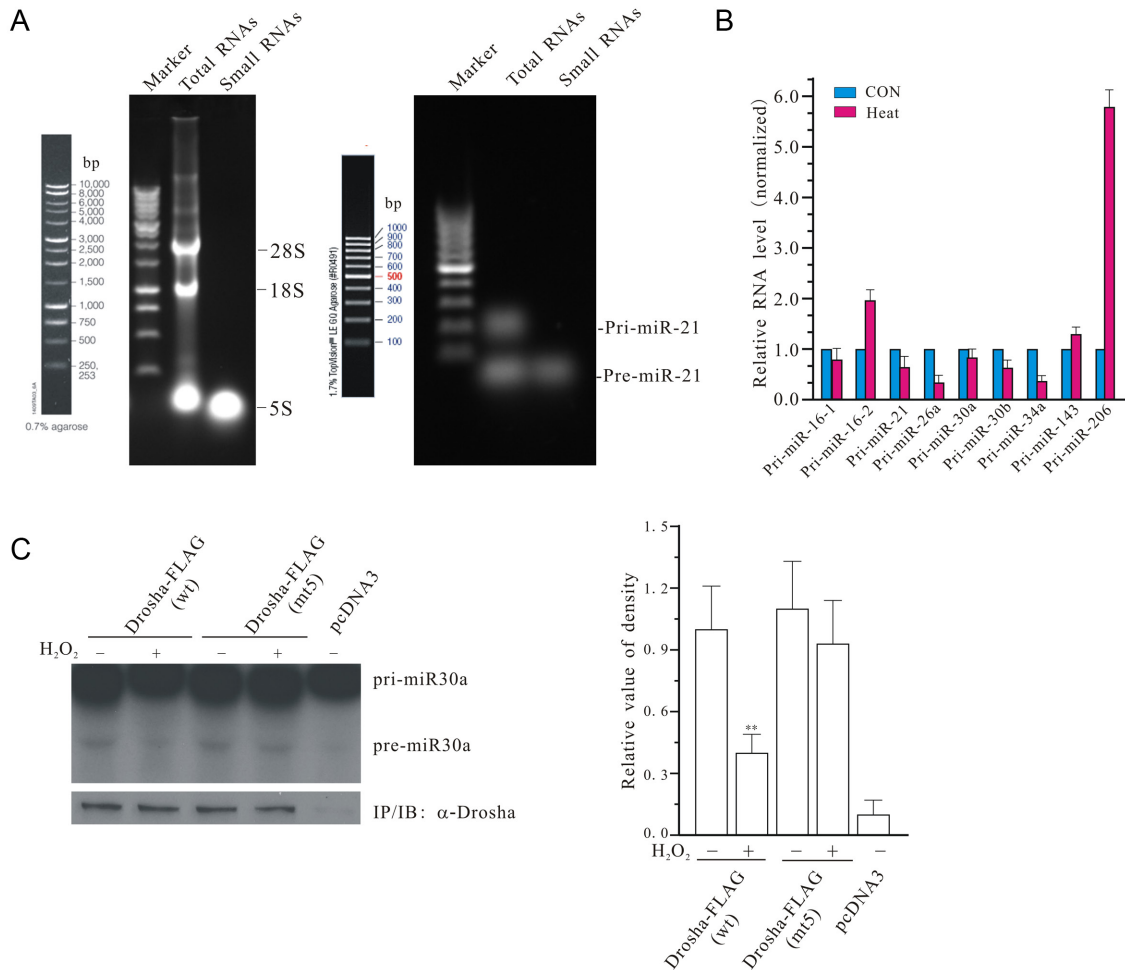 A
Marker
Total RNAs
Small RNAs
bp
10,000
8,000
6,000
5,000
4,000
3,000
2,500
2,000
1,500
1,000
750
500
250,
253
0.7% agarose
28S
18S
5S
Marker
Total RNAs
Small RNAs
bp
1000
900
800
700
600
500
400
300
200
100
1.7% TopVision™ LE GQ Agarose (#R0491)
-Pri-miR-21
-Pre-miR-21
B
CON
Heat
Relative RNA level (normalized)
6.0
5.0
4.0
3.0
2.0
1.0
0.0
Pri-miR-16-1
Pri-miR-16-2
Pri-miR-21
Pri-miR-26a
Pri-miR-30a
Pri-miR-30b
Pri-miR-34a
Pri-miR-143
Pri-miR-206
C
Drosha-FLAG
(wt)
Drosha-FLAG
(mt5)
pcDNA3
H₂O₂ − + − + −
pri-miR30a
pre-miR30a
IP/IB: α-Drosha
Relative value of density
1.5
1.2
0.9
0.6
0.3
0.0
**
H₂O₂ − + − + −
Drosha-FLAG
(wt)
Drosha-FLAG
(mt5)
pcDNA3